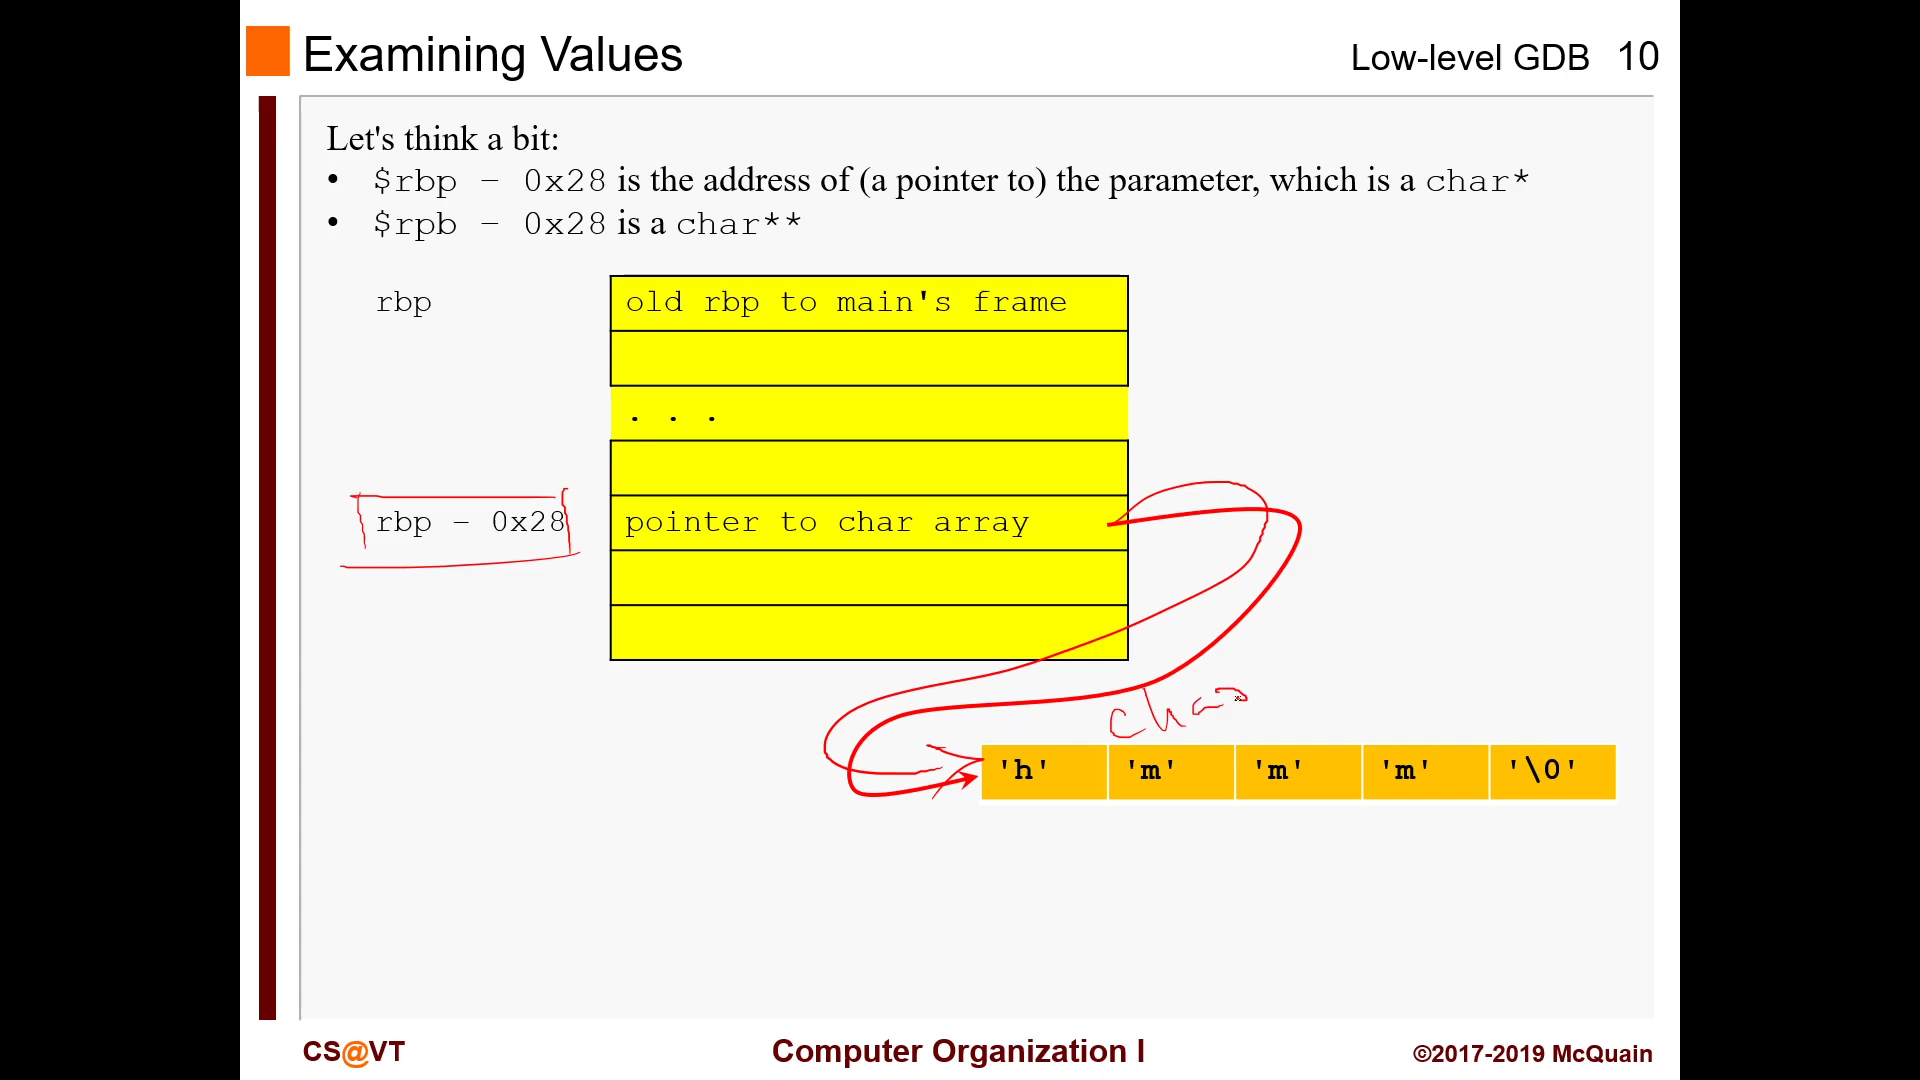 Examining Values
Low-level GDB 10
Let's think a bit:
• $rbp - 0x28 is the address of (a pointer to) the parameter, which is a char*
• $rpb - 0x28 is a char**
rbp
old rbp to main's frame
. . .
rbp - 0x28
pointer to char array
cha
'h' 'm' 'm' 'm' '\0'
CS@VT
Computer Organization I
©2017-2019 McQuain